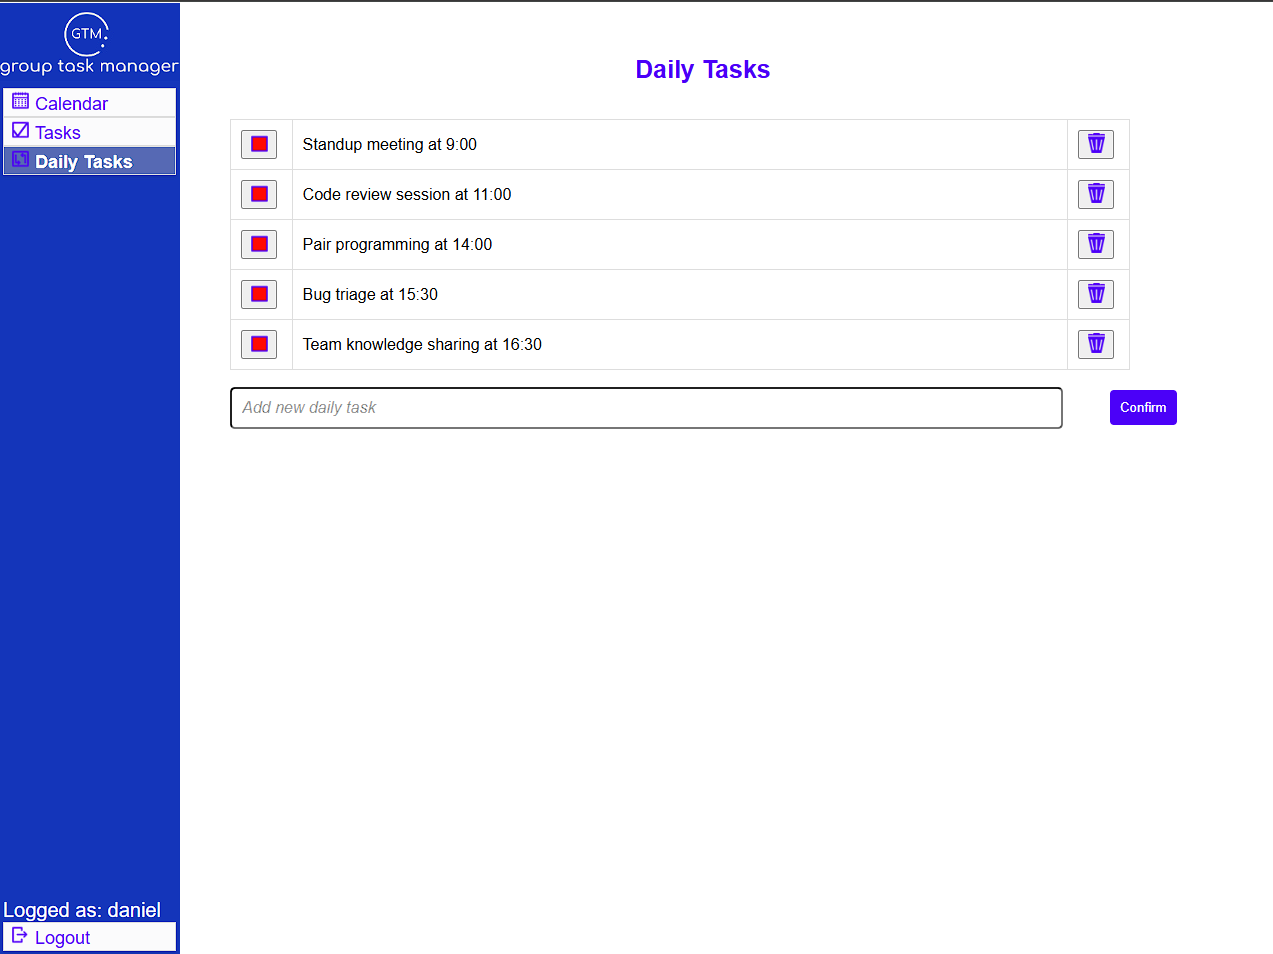 GTM
group task manager
Calendar
Tasks
Daily Tasks
Daily Tasks
Standup meeting at 9:00
Code review session at 11:00
Pair programming at 14:00
Bug triage at 15:30
Team knowledge sharing at 16:30
Add new daily task
Confirm
Logged as: daniel
Logout